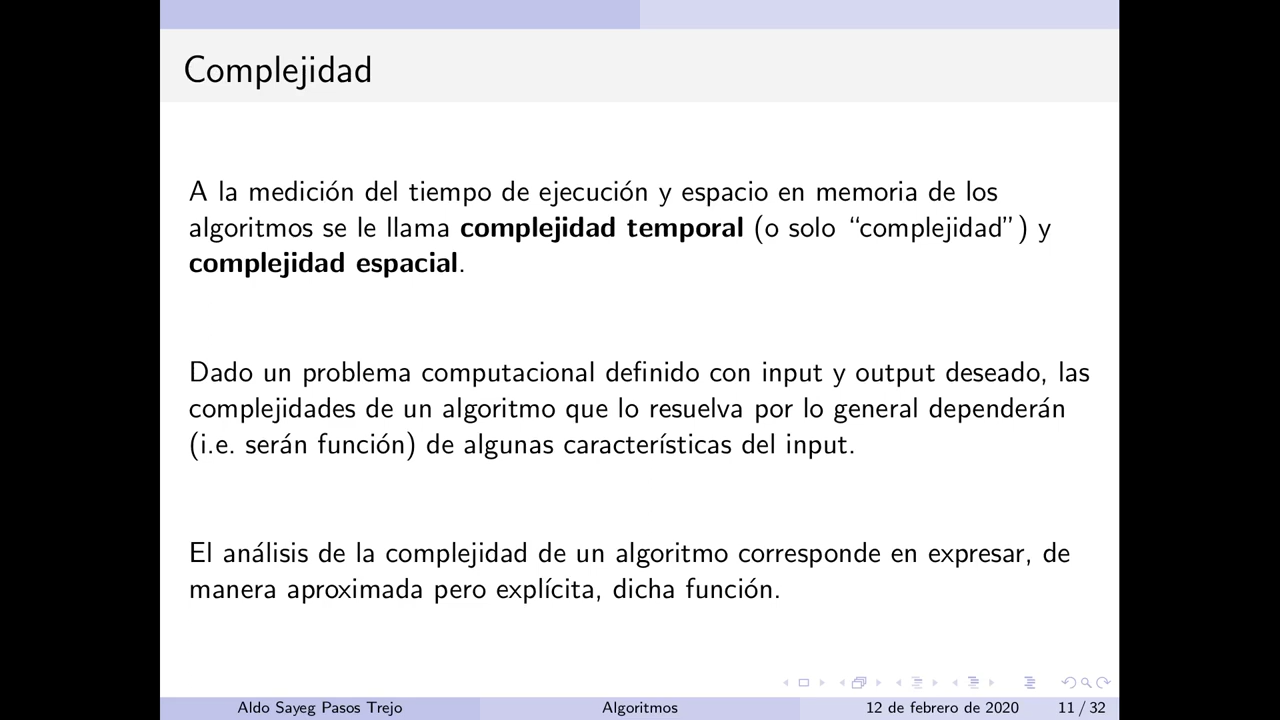 Complejidad
A la medición del tiempo de ejecución y espacio en memoria de los
algoritmos se le llama complejidad temporal (o solo “complejidad”) y
complejidad espacial.
Dado un problema computacional definido con input y output deseado, las
complejidades de un algoritmo que lo resuelva por lo general dependerán
(i.e. serán función) de algunas características del input.
El análisis de la complejidad de un algoritmo corresponde en expresar, de
manera aproximada pero explícita, dicha función.
Aldo Sayeg Pasos Trejo Algoritmos 12 de febrero de 2020 11 / 32